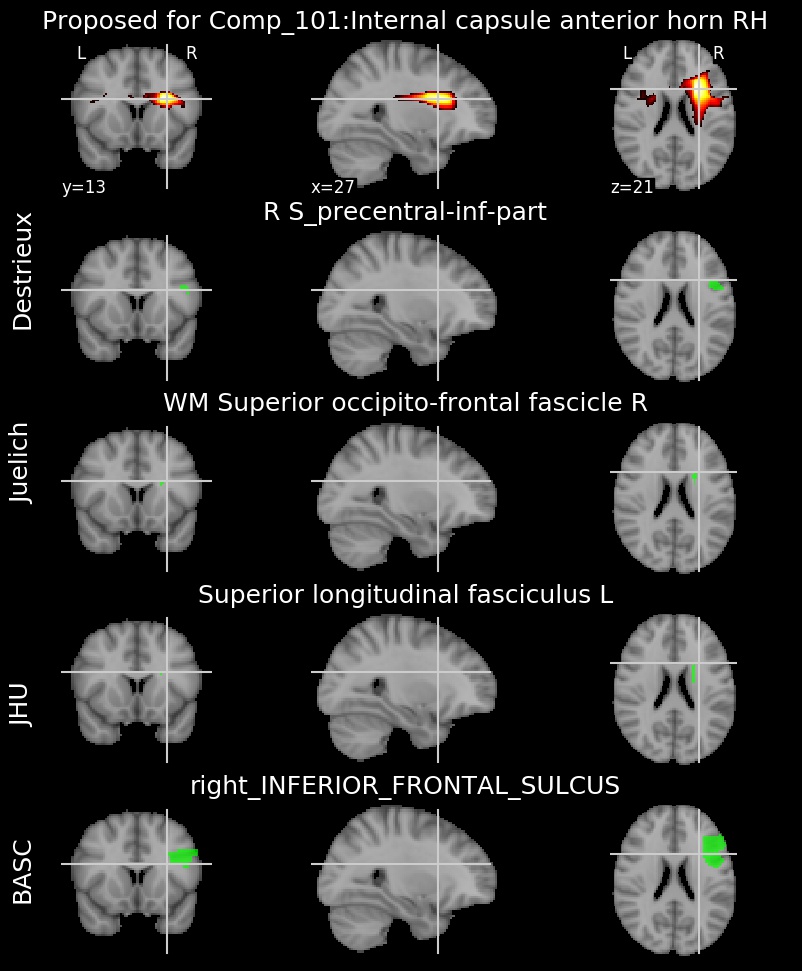 Proposed for Comp_101:Internal capsule anterior horn RH
L R L R
y=13 x=27 z=21
R S_precentral-inf-part
Destrieux
WM Superior occipito-frontal fascicle R
Juelich
Superior longitudinal fasciculus L
JHU
right_INFERIOR_FRONTAL_SULCUS
BASC